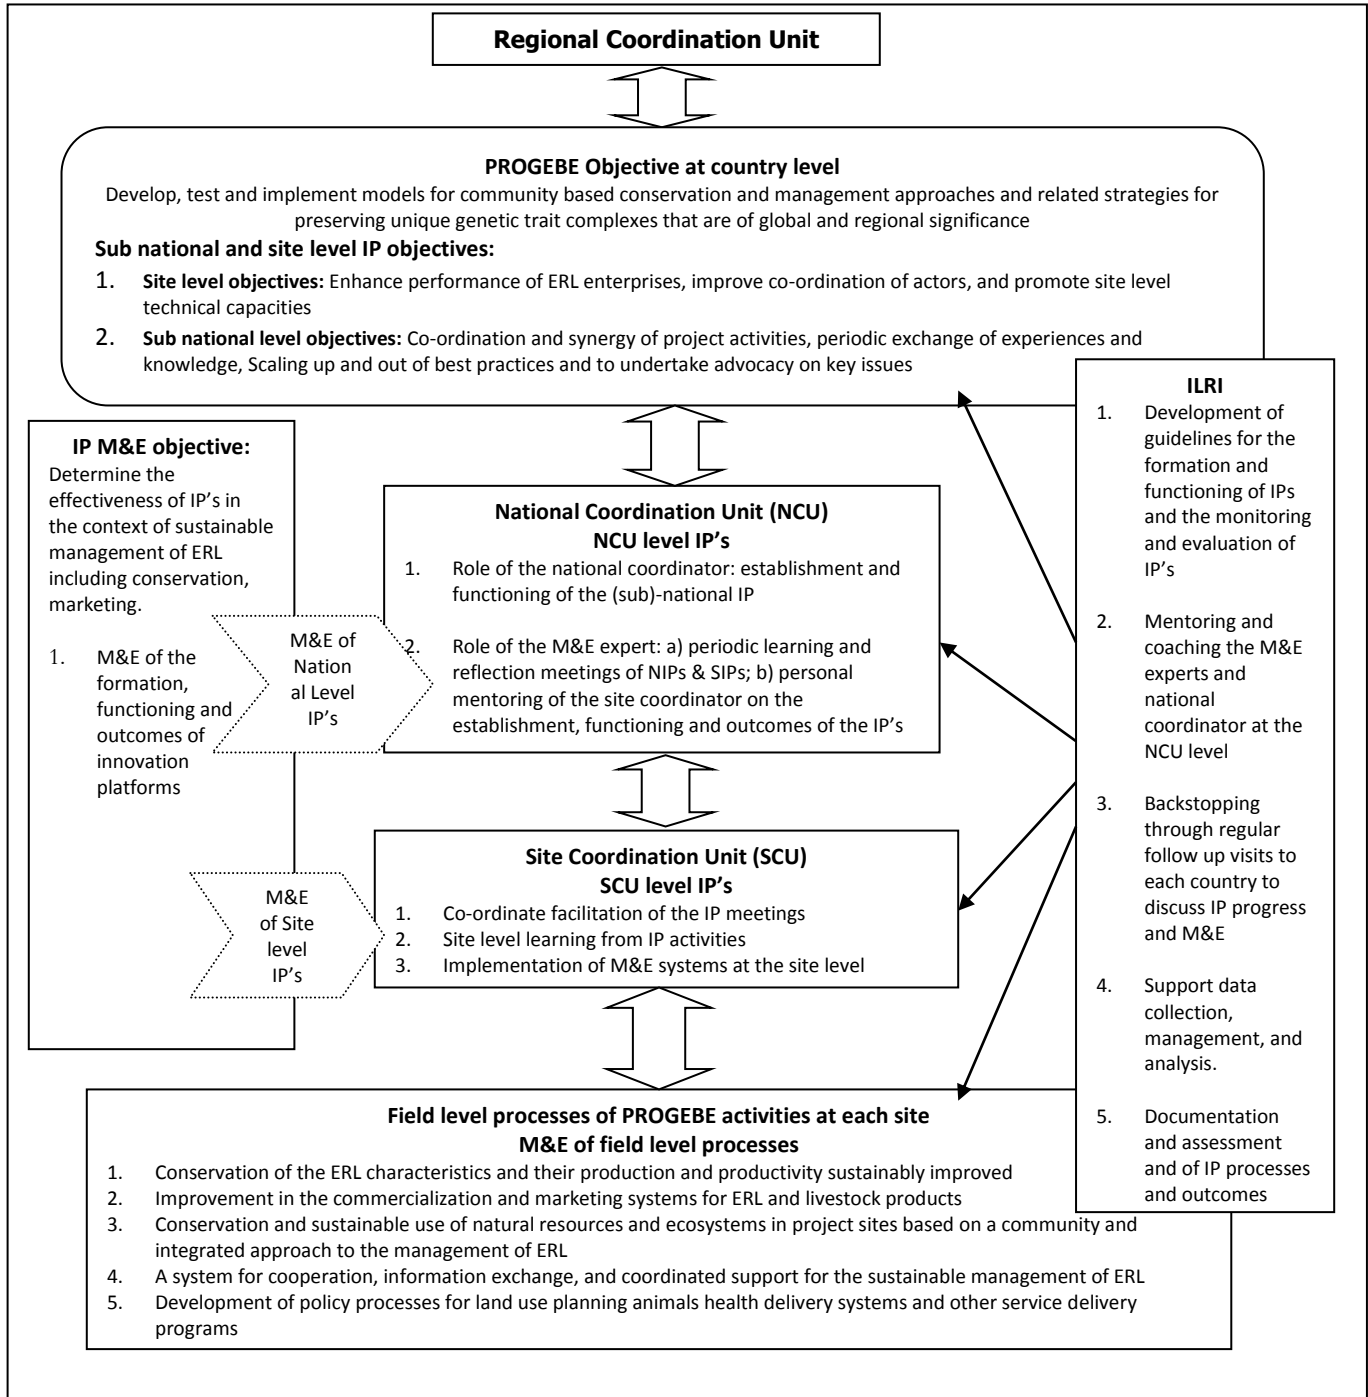 Regional Coordination Unit
PROGEBE Objective at country level
Develop, test and implement models for community based conservation and management approaches and related strategies for
preserving unique genetic trait complexes that are of global and regional significance
Sub national and site level IP objectives:
1. Site level objectives: Enhance performance of ERL enterprises, improve co-ordination of actors, and promote site level
technical capacities
2. Sub national level objectives: Co-ordination and synergy of project activities, periodic exchange of experiences and
knowledge, Scaling up and out of best practices and to undertake advocacy on key issues
IP M&E objective:
Determine the
effectiveness of IP's in
the context of sustainable
management of ERL
including conservation,
marketing.
1. M&E of the
formation,
functioning and
outcomes of
innovation
platforms
M&E of
Nation
al Level
IP's
M&E
of Site
level
IP's
National Coordination Unit (NCU)
NCU level IP's
1. Role of the national coordinator: establishment and
functioning of the (sub)-national IP
2. Role of the M&E expert: a) periodic learning and
reflection meetings of NIPs & SIPs; b) personal
mentoring of the site coordinator on the
establishment, functioning and outcomes of the IP's
Site Coordination Unit (SCU)
SCU level IP's
1. Co-ordinate facilitation of the IP meetings
2. Site level learning from IP activities
3. Implementation of M&E systems at the site level
ILRI
1. Development of
guidelines for the
formation and
functioning of IPs
and the monitoring
and evaluation of
IP's
2. Mentoring and
coaching the M&E
experts and
national
coordinator at the
NCU level
3. Backstopping
through regular
follow up visits to
each country to
discuss IP progress
and M&E
4. Support data
collection,
management, and
analysis.
5. Documentation
and assessment
and of IP processes
and outcomes
Field level processes of PROGEBE activities at each site
M&E of field level processes
1. Conservation of the ERL characteristics and their production and productivity sustainably improved
2. Improvement in the commercialization and marketing systems for ERL and livestock products
3. Conservation and sustainable use of natural resources and ecosystems in project sites based on a community and
integrated approach to the management of ERL
4. A system for cooperation, information exchange, and coordinated support for the sustainable management of ERL
5. Development of policy processes for land use planning animals health delivery systems and other service delivery
programs